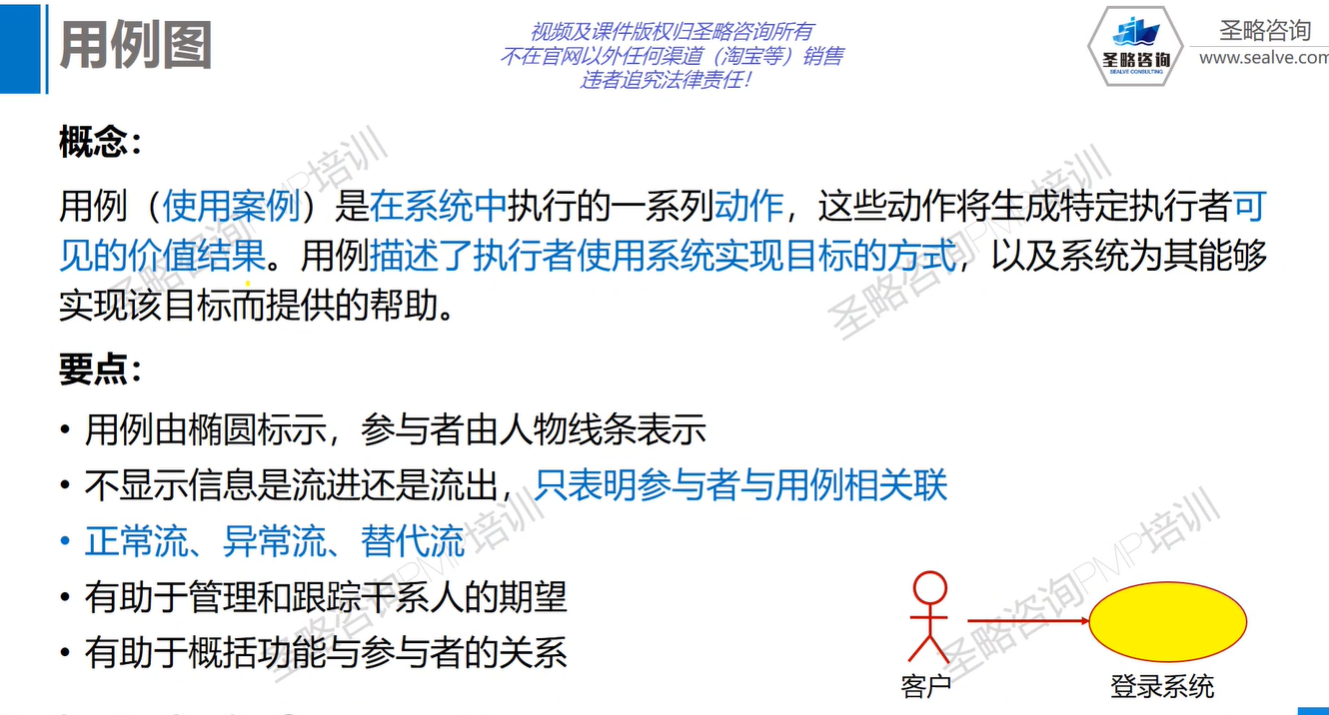 用例图
视频及课件版权归圣略咨询所有
不在官网以外任何渠道（淘宝等）销售
违者追究法律责任！
圣略咨询
SEALVE CONSULTING
圣略咨询
www.sealve.com
概念：
用例（使用案例）是在系统中执行的一系列动作，这些动作将生成特定执行者可
见的价值结果。用例描述了执行者使用系统实现目标的方式，以及系统为其能够
实现该目标而提供的帮助。
要点：
• 用例由椭圆标示，参与者由人物线条表示
• 不显示信息是流进还是流出，只表明参与者与用例相关联
• 正常流、异常流、替代流
• 有助于管理和跟踪干系人的期望
• 有助于概括功能与参与者的关系
客户
登录系统
圣略咨询PMP培训
圣略咨询PMP培训
圣略咨询PMP培训
圣略咨询PMP培训